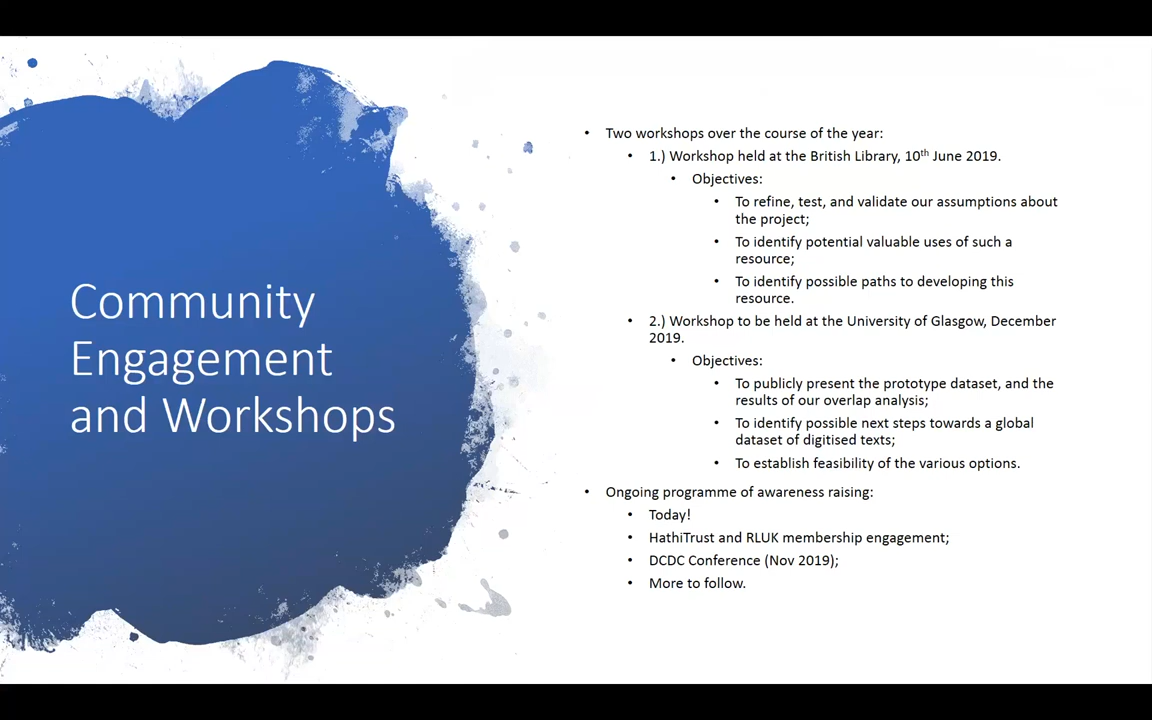 Community
Engagement
and Workshops
• Two workshops over the course of the year:
• 1.) Workshop held at the British Library, 10th June 2019.
• Objectives:
• To refine, test, and validate our assumptions about
the project;
• To identify potential valuable uses of such a
resource;
• To identify possible paths to developing this
resource.
• 2.) Workshop to be held at the University of Glasgow, December
2019.
• Objectives:
• To publicly present the prototype dataset, and the
results of our overlap analysis;
• To identify possible next steps towards a global
dataset of digitised texts;
• To establish feasibility of the various options.
• Ongoing programme of awareness raising:
• Today!
• HathiTrust and RLUK membership engagement;
• DCDC Conference (Nov 2019);
• More to follow.